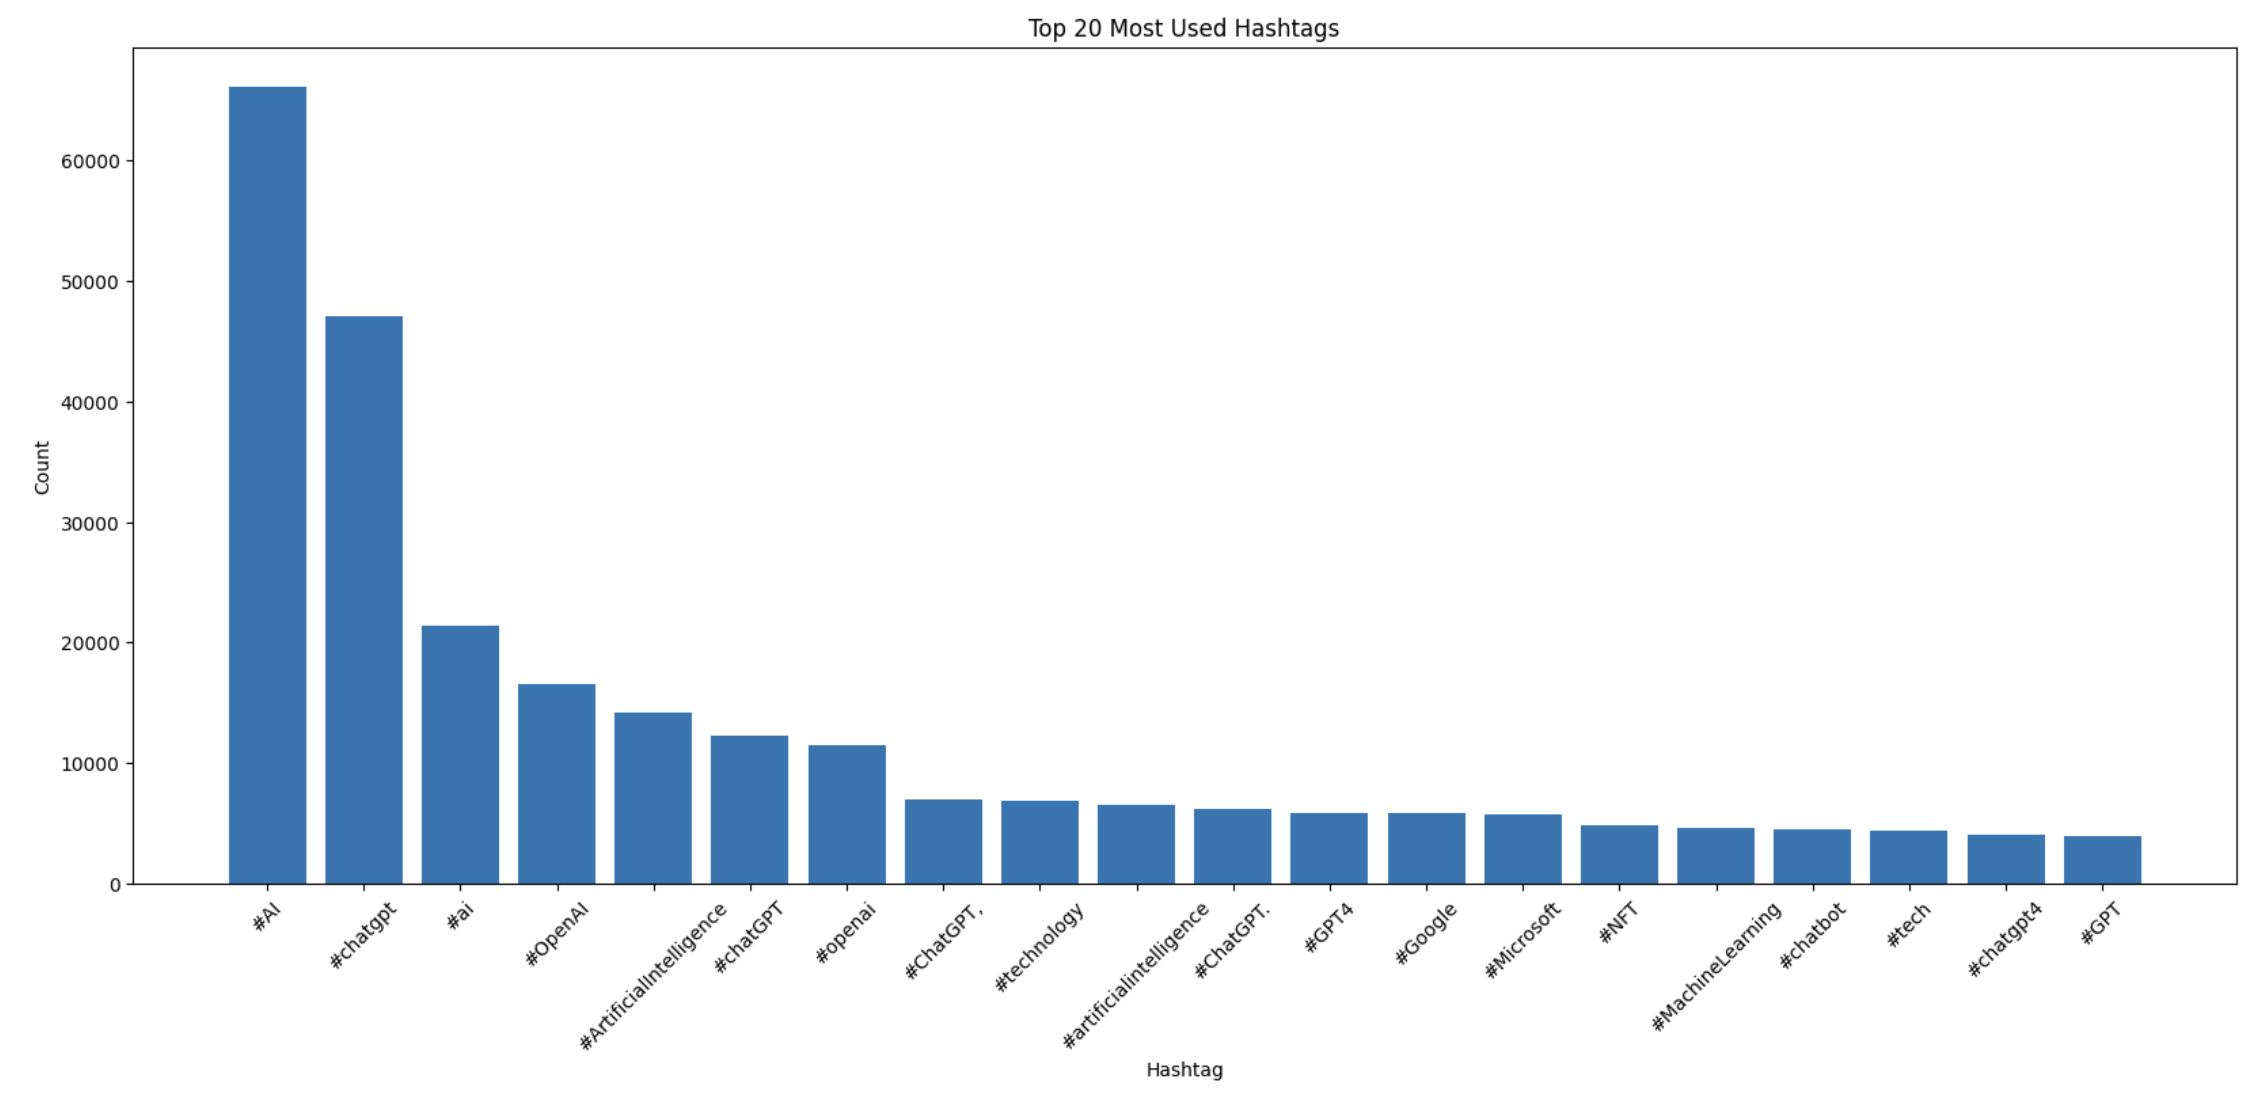 Top 20 Most Used Hashtags
60000
50000
40000
30000
20000
10000
0
Count
#AI
#chatgpt
#ai
#OpenAI
#ArtificialIntelligence
#chatGPT
#openai
#ChatGPT,
#technology
#artificialintelligence
#ChatGPT.
#GPT4
#Google
#Microsoft
#NFT
#MachineLearning
#chatbot
#tech
#chatgpt4
#GPT
Hashtag